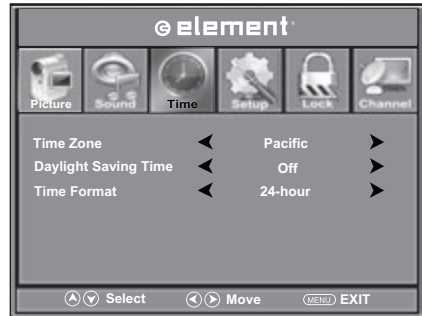 element
Picture Sound Time Setup Lock Channel
Time Zone Pacific
Daylight Saving Time Off
Time Format 24-hour
Select Move MENU EXIT